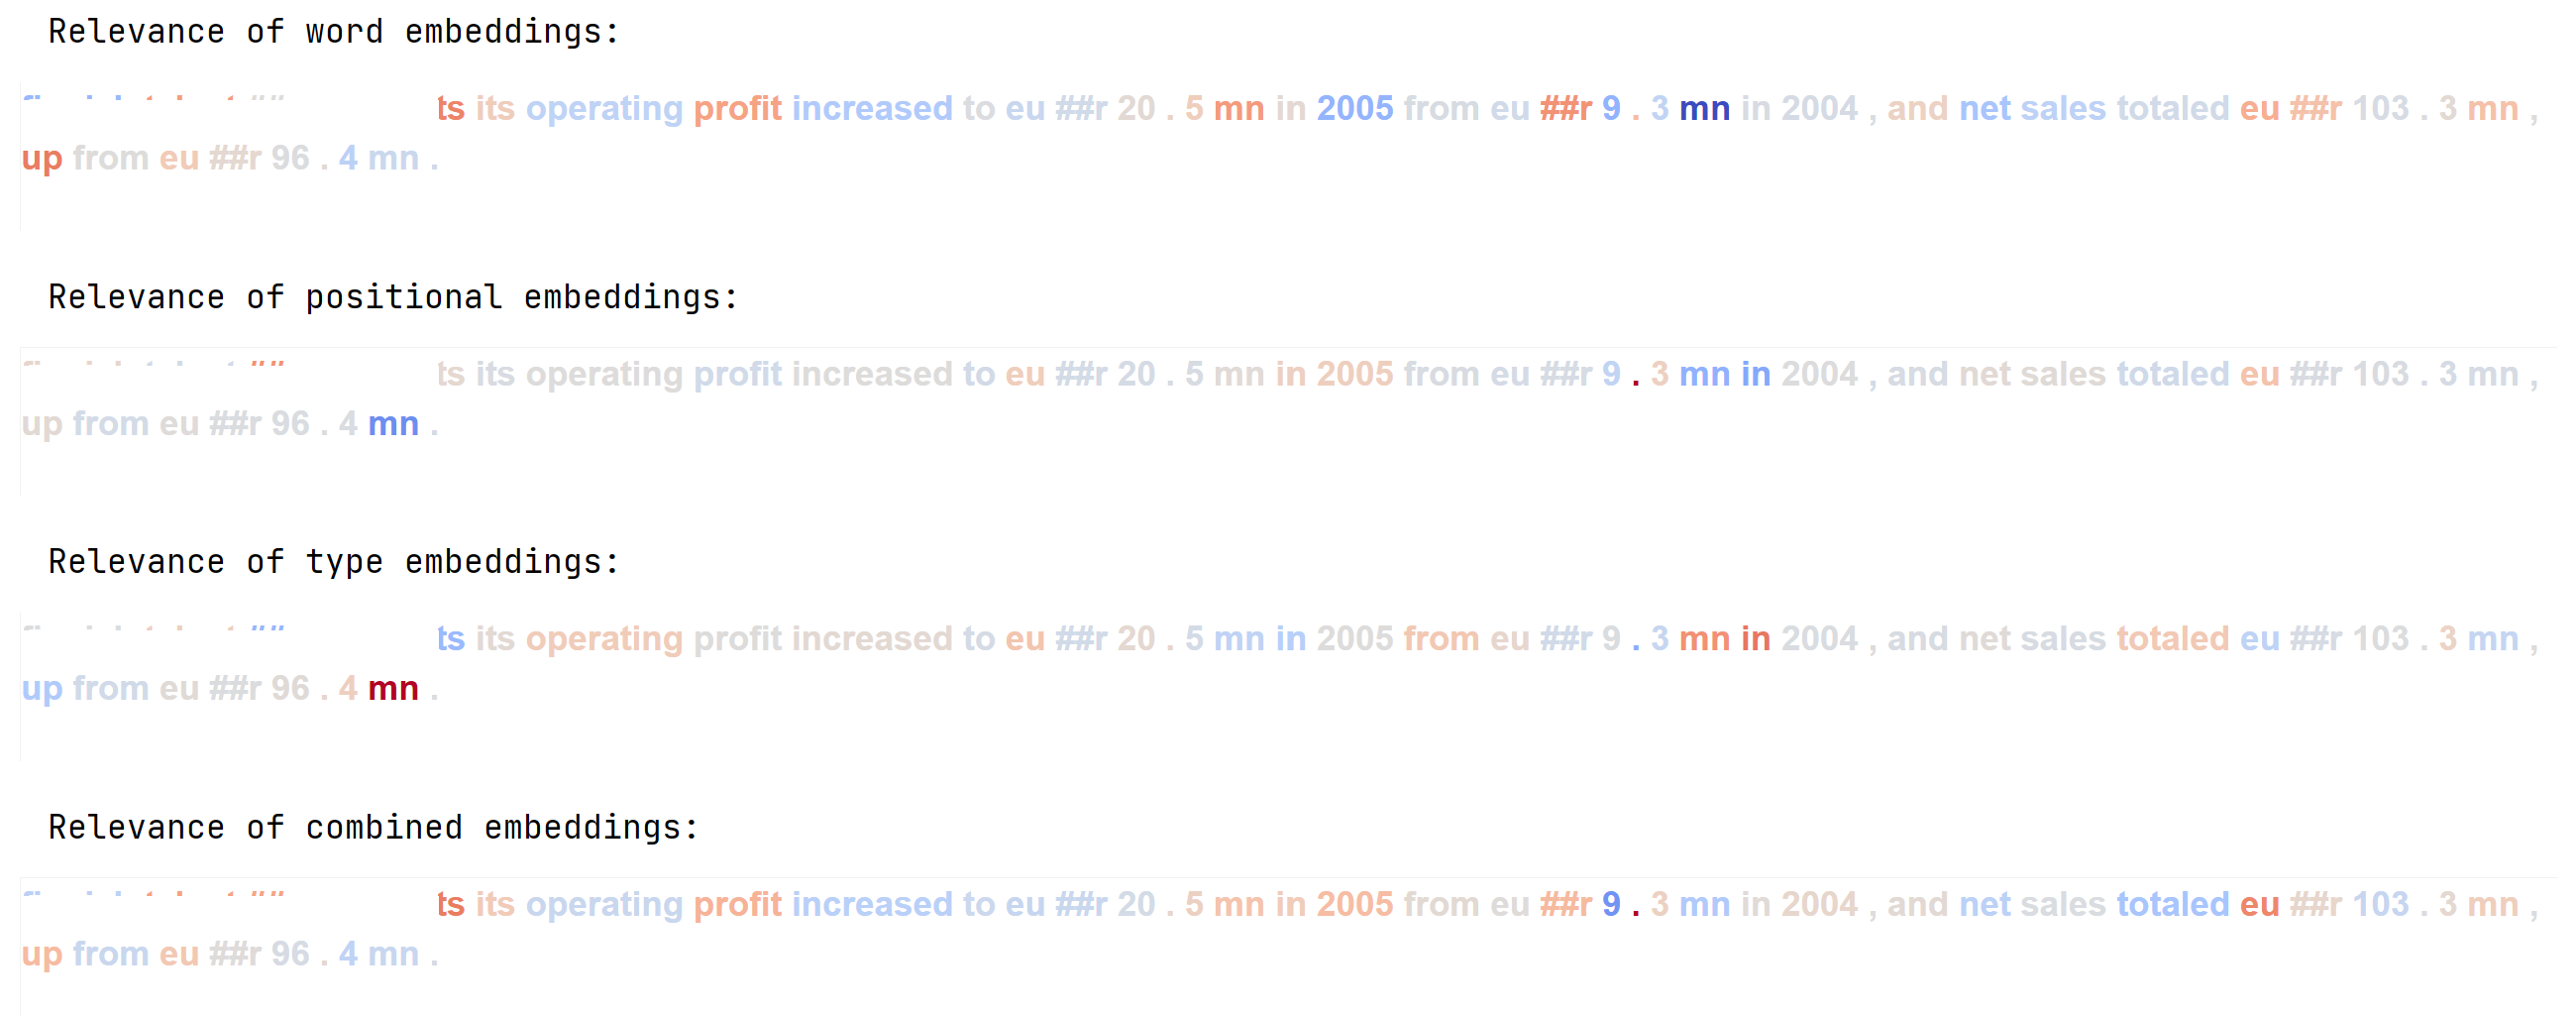 Relevance of word embeddings:
ts its operating profit increased to eu ##r 20 . 5 mn in 2005 from eu ##r 9 . 3 mn in 2004 , and net sales totaled eu ##r 103 . 3 mn ,
up from eu ##r 96 . 4 mn .
Relevance of positional embeddings:
ts its operating profit increased to eu ##r 20 . 5 mn in 2005 from eu ##r 9 . 3 mn in 2004 , and net sales totaled eu ##r 103 . 3 mn ,
up from eu ##r 96 . 4 mn .
Relevance of type embeddings:
ts its operating profit increased to eu ##r 20 . 5 mn in 2005 from eu ##r 9 . 3 mn in 2004 , and net sales totaled eu ##r 103 . 3 mn ,
up from eu ##r 96 . 4 mn .
Relevance of combined embeddings:
ts its operating profit increased to eu ##r 20 . 5 mn in 2005 from eu ##r 9 . 3 mn in 2004 , and net sales totaled eu ##r 103 . 3 mn ,
up from eu ##r 96 . 4 mn .